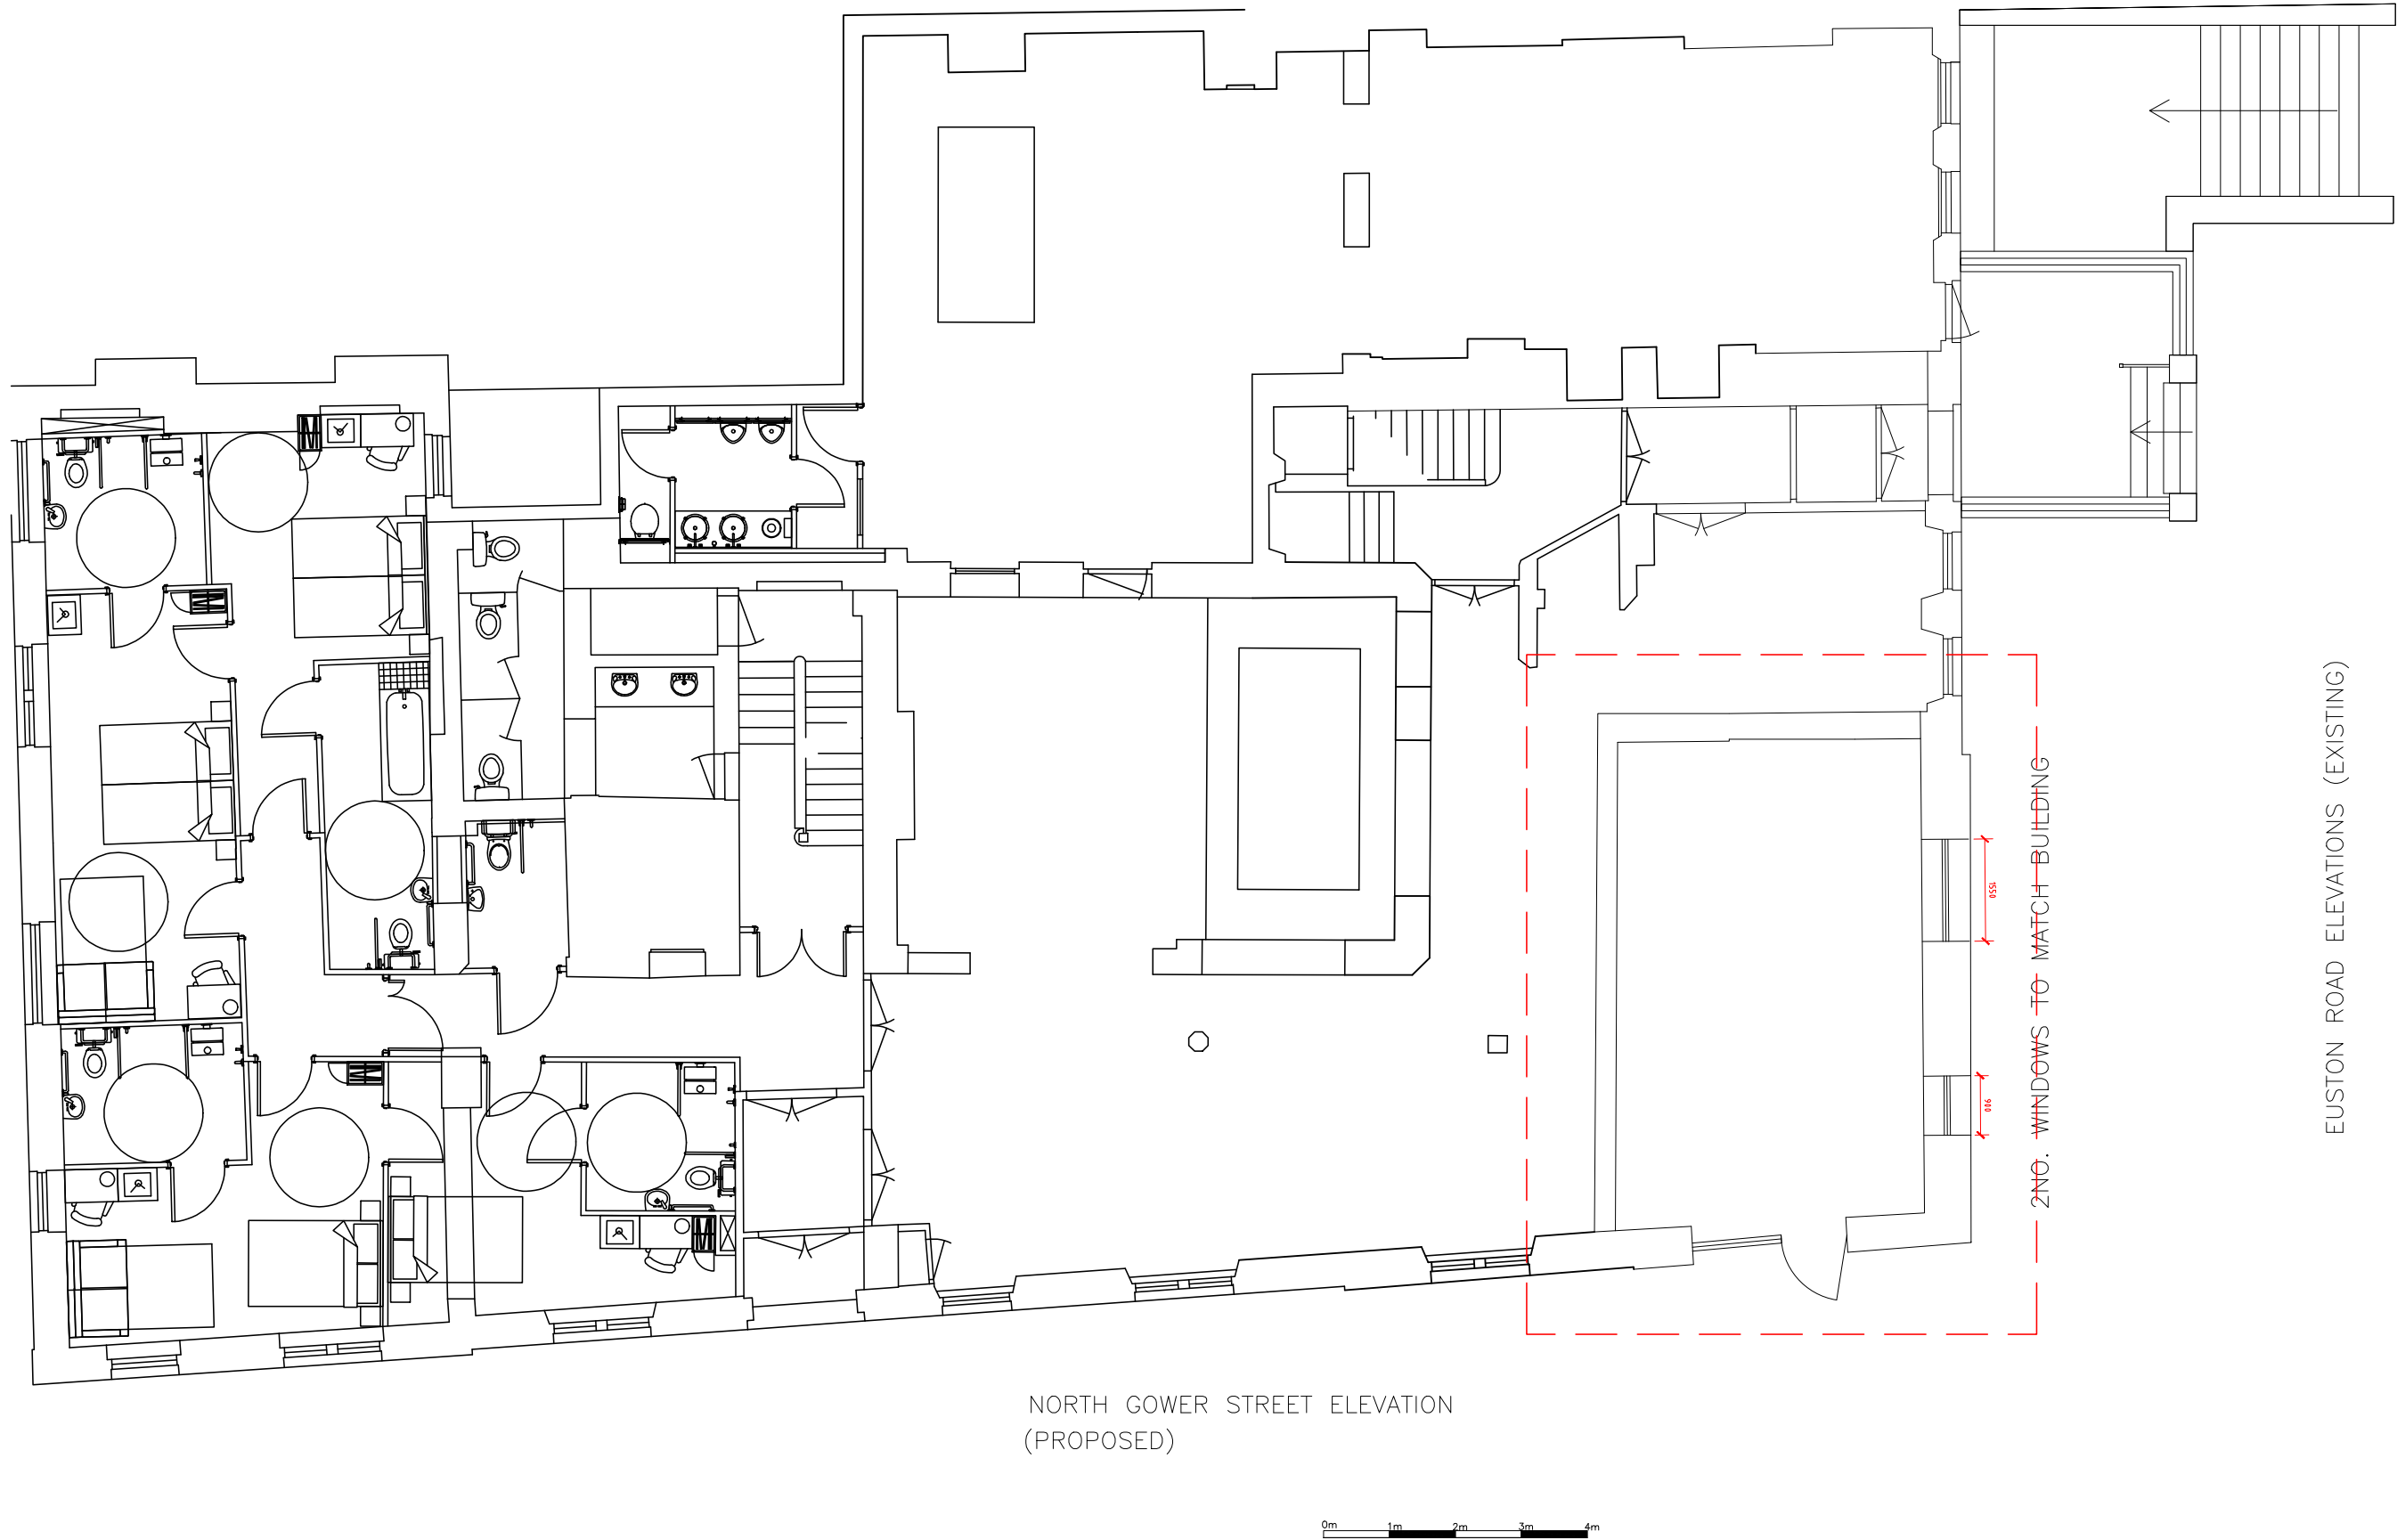 1550
900
2NO. WINDOWS TO MATCH BUILDING
EUSTON ROAD ELEVATIONS (EXISTING)
NORTH GOWER STREET ELEVATION
(PROPOSED)
0m 1m 2m 3m 4m